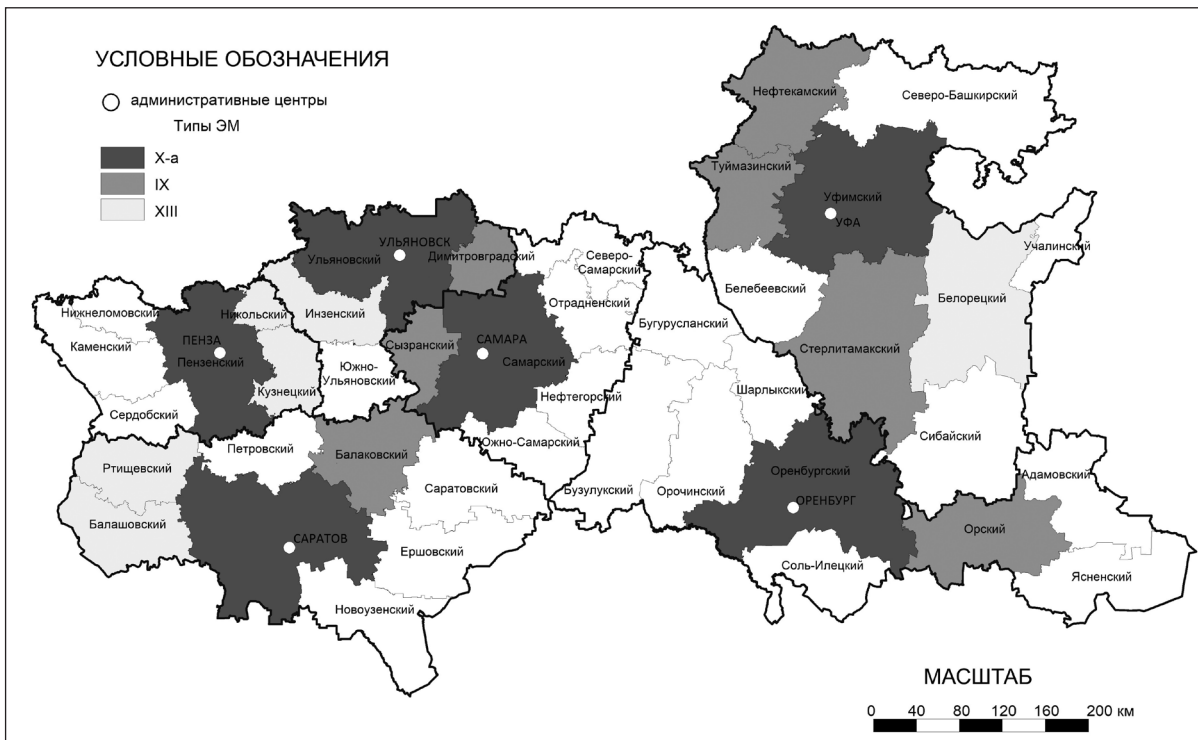 УСЛОВНЫЕ ОБОЗНАЧЕНИЯ
административные центры
Типы ЭМ
X-а
IX
XIII
Нефтекамский
Северо-Башкирский
Туймазинский
Уфимский
УФА
Учалинский
Белебеевский
Белорецкий
Стерлитамакский
Сибайский
УЛЬЯНОВСК
Ульяновский
Димитровградский
Северо-
Самарский
Отрадненский
Нижнеломовский
Никольский
Инзенский
Бугурусланский
ПЕНЗА
Пензенский
Каменский
Сызранский
САМАРА
Самарский
Южно-
Ульяновский
Кузнецкий
Нефтегорский
Шарлыкский
Сердобский
Петровский
Южно-Самарский
Ртищевский
Балаковский
Саратовский
Бузулукский
Орочинский
Оренбургский
ОРЕНБУРГ
Адамовский
Балашовский
САРАТОВ
Ершовский
Орский
Соль-Илецкий
Ясненский
Новоузенский
МАСШТАБ
0 40 80 120 160 200 км